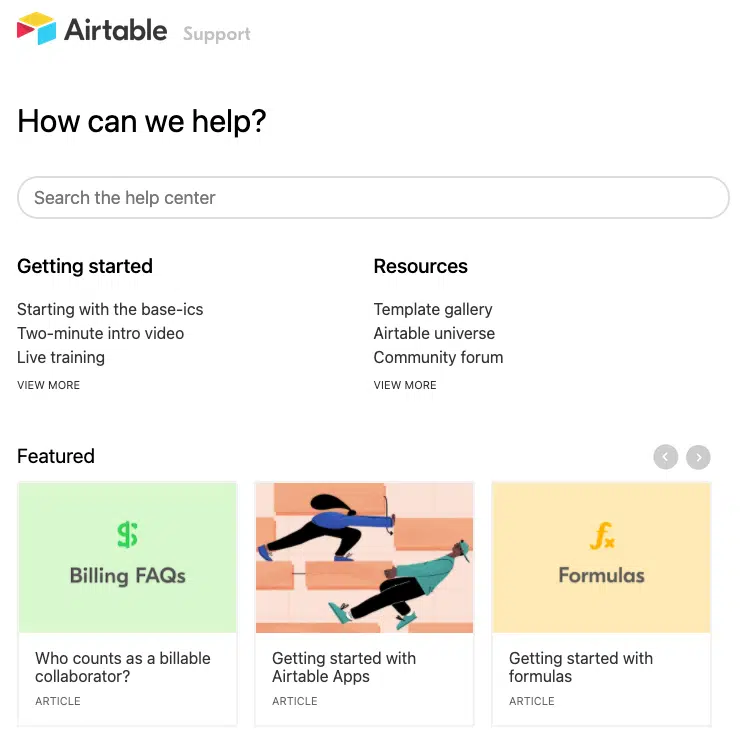 Airtable Support
How can we help?
Search the help center
Getting started
Starting with the base-ics
Two-minute intro video
Live training
VIEW MORE
Resources
Template gallery
Airtable universe
Community forum
VIEW MORE
Featured
$
Billing FAQs
Who counts as a billable
collaborator?
ARTICLE
Getting started with
Airtable Apps
ARTICLE
fx
Formulas
Getting started with
formulas
ARTICLE